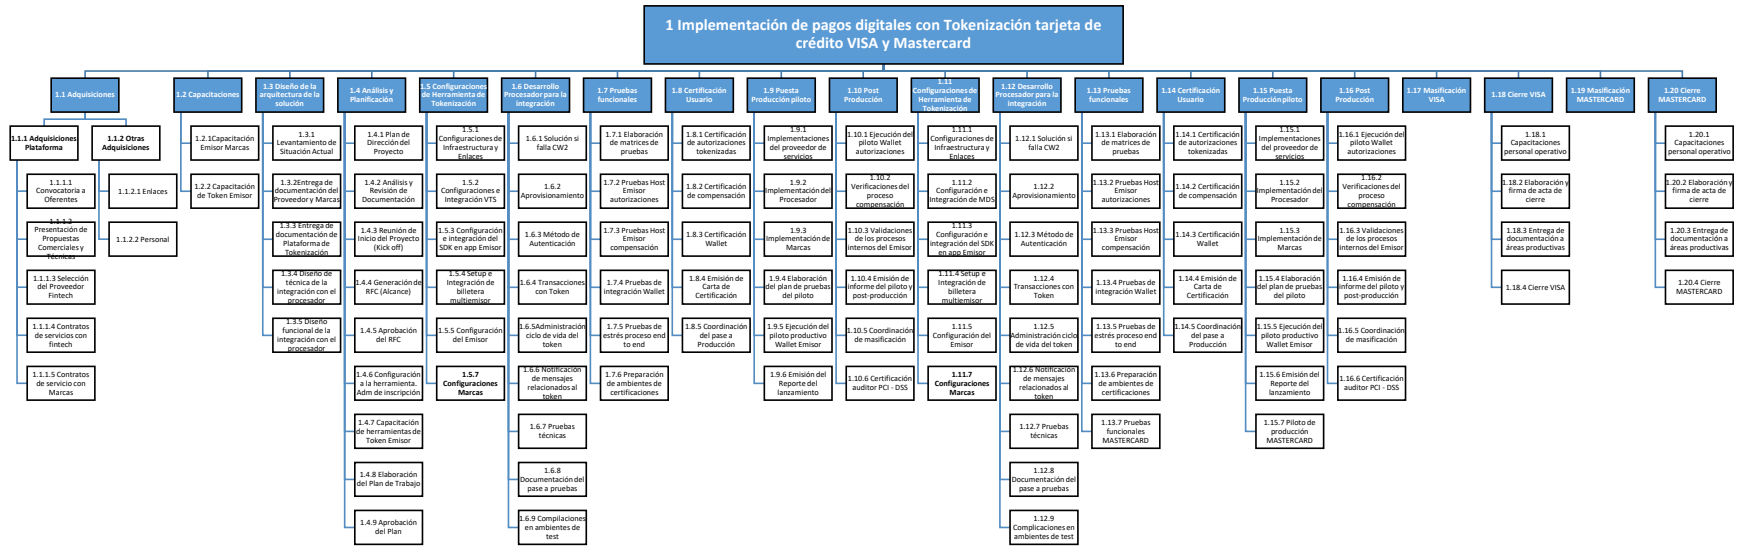 1 Implementación de pagos digitales con Tokenización tarjeta de
crédito VISA y Mastercard
1.1 Adquisiciones
1.1.1 Adquisiciones
Plataforma
1.1.1.1
Convocatoria a
Oferentes
1.1.1.2
Presentación de
Propuestas
Comerciales y
Técnicas
1.1.1.3 Selección
del Proveedor
Fintech
1.1.1.4 Contratos
de servicios con
fintech
1.1.1.5 Contratos
de servicio con
Marcas
1.1.2 Otras
Adquisiciones
1.1.2.1 Enlaces
1.1.2.2 Personal
1.2 Capacitaciones
1.2.1Capacitación
Emisor Marcas
1.2.2 Capacitación
de Token Emisor
1.3 Diseño de la
arquitectura de la
solución
1.3.1
Levantamiento de
Situación Actual
1.3.2Entrega de
documentación del
Proveedor y Marcas
1.3.3 Entrega de
documentación de
Plataforma de
Tokenización
1.3.4 Diseño de
técnica de la
integración con el
procesador
1.3.5 Diseño
funcional de la
integración con el
procesador
1.4 Análisis y
Planificación
1.4.1 Plan de
Dirección del
Proyecto
1.4.2 Análisis y
Revisión de
Documentación
1.4.3 Reunión de
Inicio del Proyecto
(Kick off)
1.4.4 Generación de
RFC (Alcance)
1.4.5 Aprobación
del RFC
1.4.6 Configuración
a la herramienta.
Adm de inscripción
1.4.7 Capacitación
de herramientas de
Token Emisor
1.4.8 Elaboración
del Plan de Trabajo
1.4.9 Aprobación
del Plan
1.5 Configuraciones
de Herramienta de
Tokenización
1.5.1
Configuraciones de
Infraestructura y
Enlaces
1.5.2
Configuraciones e
Integración VTS
1.5.3 Configuración
e integración del
SDK en app Emisor
1.5.4 Setup e
Integración de
billetera
multiemisor
1.5.5 Configuración
del Emisor
1.5.7
Configuraciones
Marcas
1.6 Desarrollo
Procesador para la
integración
1.6.1 Solución si
falla CW2
1.6.2
Aprovisionamiento
1.6.3 Método de
Autenticación
1.6.4 Transacciones
con Token
1.6.5Administración
ciclo de vida del
token
1.6.6 Notificación
de mensajes
relacionados al
token
1.6.7 Pruebas
técnicas
1.6.8
Documentación del
pase a pruebas
1.6.9 Compilaciones
en ambientes de
test
1.7 Pruebas
funcionales
1.7.1 Elaboración
de matrices de
pruebas
1.7.2 Pruebas Host
Emisor
autorizaciones
1.7.3 Pruebas Host
Emisor
compensación
1.7.4 Pruebas de
integración Wallet
1.7.5 Pruebas de
estrés proceso end
to end
1.7.6 Preparación
de ambientes de
certificaciones
1.8 Certificación
Usuario
1.8.1 Certificación
de autorizaciones
tokenizadas
1.8.2 Certificación
de compensación
1.8.3 Certificación
Wallet
1.8.4 Emisión de
Carta de
Certificación
1.8.5 Coordinación
del pase a
Producción
1.9 Puesta
Producción piloto
1.9.1
Implementaciones
del proveedor de
servicios
1.9.2
Implementación del
Procesador
1.9.3
Implementación de
Marcas
1.9.4 Elaboración
del plan de pruebas
del piloto
1.9.5 Ejecución del
piloto productivo
Wallet Emisor
1.9.6 Emisión del
Reporte del
lanzamiento
1.10 Post
Producción
1.10.1 Ejecución del
piloto Wallet
autorizaciones
1.10.2
Verificaciones del
proceso
compensación
1.10.3 Validaciones
de los procesos
internos del Emisor
1.10.4 Emisión de
informe del piloto y
post-producción
1.10.5 Coordinación
de masificación
1.10.6 Certificación
auditor PCI - DSS
1.11
Configuraciones de
Herramienta de
Tokenización
1.11.1
Configuraciones de
Infraestructura y
Enlaces
1.11.2
Configuración e
Integración de MDS
1.11.3
Configuración e
integración del SDK
en app Emisor
1.11.4 Setup e
Integración de
billetera
multiemisor
1.11.5
Configuración del
Emisor
1.11.7
Configuraciones
Marcas
1.12 Desarrollo
Procesador para la
integración
1.12.1 Solución si
falla CW2
1.12.2
Aprovisionamiento
1.12.3 Método de
Autenticación
1.12.4
Transacciones con
Token
1.12.5
Administración ciclo
de vida del token
1.12.6 Notificación
de mensajes
relacionados al
token
1.12.7 Pruebas
técnicas
1.12.8
Documentación del
pase a pruebas
1.12.9
Complicaciones en
ambientes de test
1.13 Pruebas
funcionales
1.13.1 Elaboración
de matrices de
pruebas
1.13.2 Pruebas Host
Emisor
autorizaciones
1.13.3 Pruebas Host
Emisor
compensación
1.13.4 Pruebas de
integración Wallet
1.13.5 Pruebas de
estrés proceso end
to end
1.13.6 Preparación
de ambientes de
certificaciones
1.13.7 Pruebas
funcionales
MASTERCARD
1.14 Certificación
Usuario
1.14.1 Certificación
de autorizaciones
tokenizadas
1.14.2 Certificación
de compensación
1.14.3 Certificación
Wallet
1.14.4 Emisión de
Carta de
Certificación
1.14.5 Coordinación
del pase a
Producción
1.15 Puesta
Producción piloto
1.15.1
Implementaciones
del proveedor de
servicios
1.15.2
Implementación del
Procesador
1.15.3
Implementación de
Marcas
1.15.4 Elaboración
del plan de pruebas
del piloto
1.15.5 Ejecución del
piloto productivo
Wallet Emisor
1.15.6 Emisión del
Reporte del
lanzamiento
1.15.7 Piloto de
producción
MASTERCARD
1.16 Post
Producción
1.16.1 Ejecución del
piloto Wallet
autorizaciones
1.16.2
Verificaciones del
proceso
compensación
1.16.3 Validaciones
de los procesos
internos del Emisor
1.16.4 Emisión de
informe del piloto y
post-producción
1.16.5 Coordinación
de masificación
1.16.6 Certificación
auditor PCI - DSS
1.17 Masificación
VISA
1.18 Cierre VISA
1.18.1
Capacitaciones
personal operativo
1.18.2 Elaboración y
firma de acta de
cierre
1.18.3 Entrega de
documentación a
áreas productivas
1.18.4 Cierre VISA
1.19 Masificación
MASTERCARD
1.20 Cierre
MASTERCARD
1.20.1
Capacitaciones
personal operativo
1.20.2 Elaboración y
firma de acta de
cierre
1.20.3 Entrega de
documentación a
áreas productivas
1.20.4 Cierre
MASTERCARD